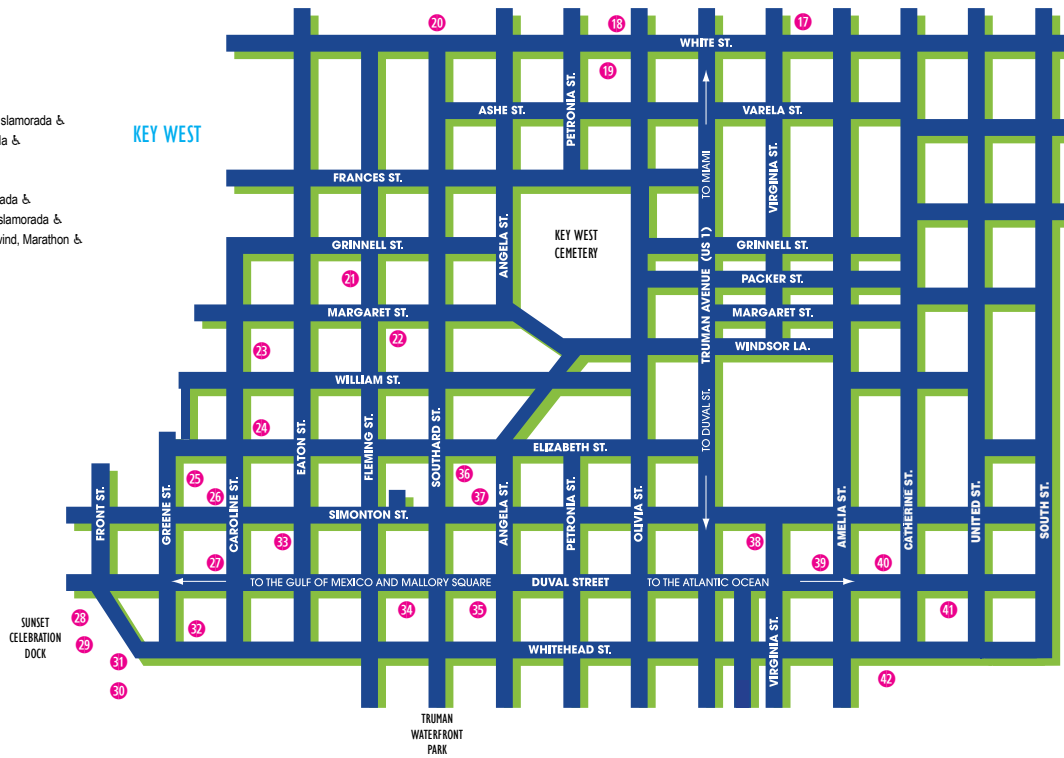 slamorada ♿
da ♿
ada ♿
slamorada ♿
wind, Marathon ♿
KEY WEST
20
18
17
WHITE ST.
19
PETRONIA ST.
ASHE ST.
VARELA ST.
FRANCES ST.
TO MIAMI
VIRGINIA ST.
ANGELA ST.
KEY WEST
CEMETERY
GRINNELL ST.
GRINNELL ST.
TRUMAN AVENUE (US 1)
21
PACKER ST.
MARGARET ST.
MARGARET ST.
22
23
WINDSOR LA.
WILLIAM ST.
TO DUVAL ST.
24
EATON ST.
FLEMING ST.
SOUTHARD ST.
ELIZABETH ST.
FRONT ST.
GREENE ST.
CAROLINE ST.
25
26
36
37
ANGELA ST.
PETRONIA ST.
OLIVIA ST.
AMELIA ST.
CATHERINE ST.
UNITED ST.
SOUTH ST.
SIMONTON ST.
33
38
27
39
40
TO THE GULF OF MEXICO AND MALLORY SQUARE
DUVAL STREET
TO THE ATLANTIC OCEAN
34
35
41
SUNSET
CELEBRATION
DOCK
28
29
32
31
30
WHITEHEAD ST.
VIRGINIA ST.
42
TRUMAN
WATERFRONT
PARK